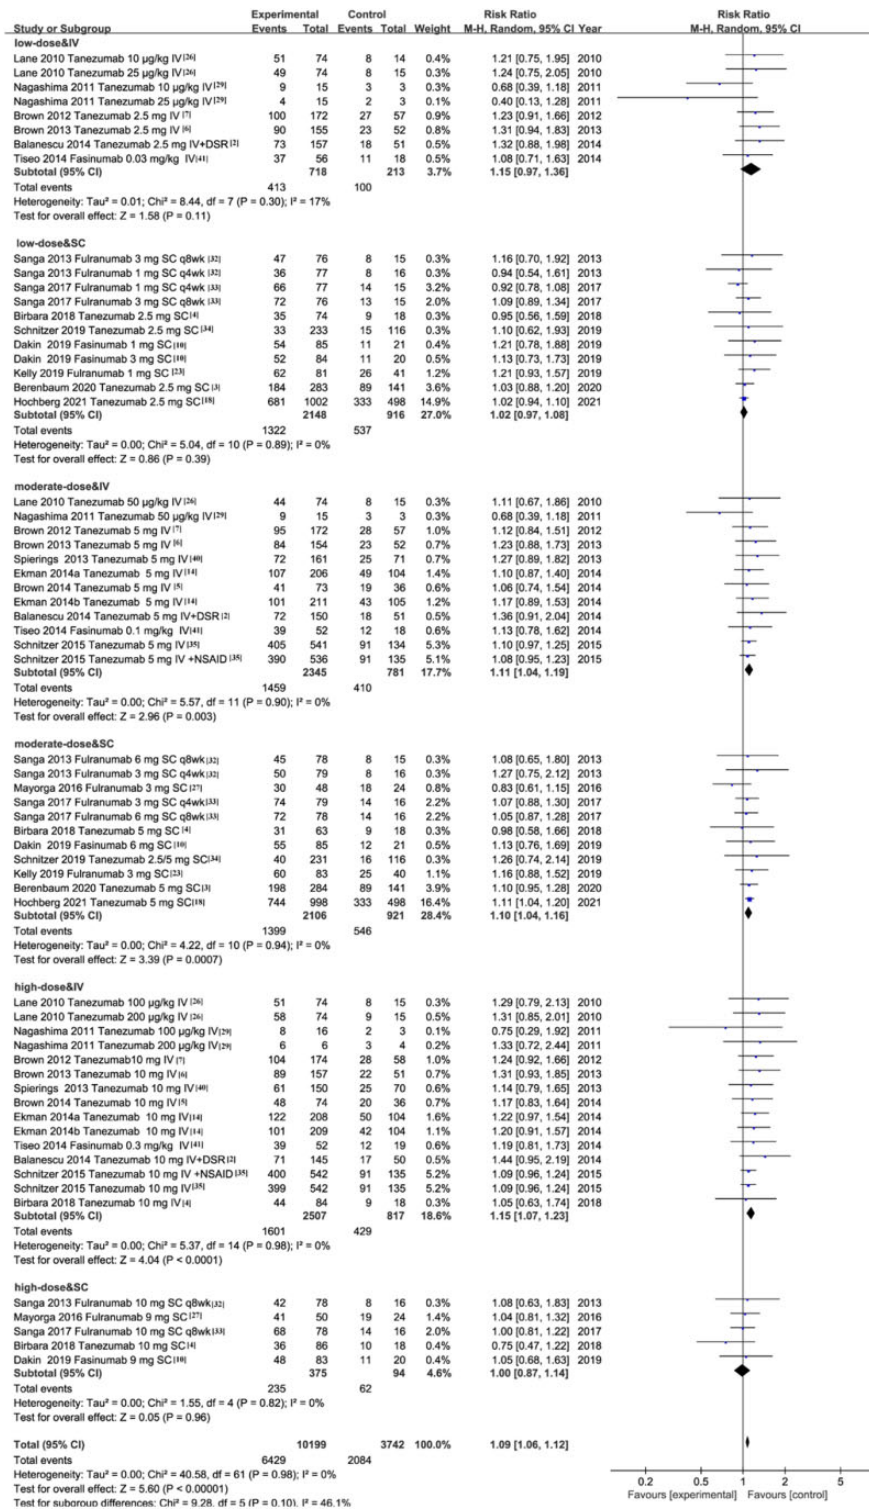 Experimental Control Risk Ratio Risk Ratio
Study or Subgroup Events Total Events Total Weight M-H, Random, 95% CI Year M-H, Random, 95% CI
low-dose&IV
Lane 2010 Tanezumab 10 µg/kg IV[26] 51 74 8 14 0.4% 1.21 [0.75, 1.95] 2010
Lane 2010 Tanezumab 25 µg/kg IV[26] 49 74 8 15 0.3% 1.24 [0.75, 2.05] 2010
Nagashima 2011 Tanezumab 10 µg/kg IV[29] 9 15 3 3 0.3% 0.68 [0.39, 1.18] 2011
Nagashima 2011 Tanezumab 25 µg/kg IV[29] 4 15 2 3 0.1% 0.40 [0.13, 1.28] 2011
Brown 2012 Tanezumab 2.5 mg IV[7] 100 172 27 57 0.9% 1.23 [0.91, 1.66] 2012
Brown 2013 Tanezumab 2.5 mg IV[6] 90 155 23 52 0.7% 1.31 [0.94, 1.83] 2013
Balanescu 2014 Tanezumab 2.5 mg IV+DSR[2] 73 157 18 51 0.5% 1.32 [0.88, 1.98] 2014
Tiseo 2014 Fasinumab 0.03 mg/kg IV[41] 37 56 11 18 0.5% 1.08 [0.71, 1.63] 2014
Subtotal (95% CI) 718 213 3.7% 1.15 [0.97, 1.36]
Total events 413 100
Heterogeneity: Tau² = 0.01; Chi² = 8.44, df = 7 (P = 0.30); I² = 17%
Test for overall effect: Z = 1.58 (P = 0.11)
low-dose&SC
Sanga 2013 Fulranumab 3 mg SC q8wk[32] 47 76 8 15 0.3% 1.16 [0.70, 1.92] 2013
Sanga 2013 Fulranumab 1 mg SC q4wk[32] 36 77 8 16 0.3% 0.94 [0.54, 1.61] 2013
Sanga 2017 Fulranumab 1 mg SC q4wk[33] 66 77 14 15 3.2% 0.92 [0.78, 1.08] 2017
Sanga 2017 Fulranumab 3 mg SC q8wk[33] 72 76 13 15 2.0% 1.09 [0.89, 1.34] 2017
Birbara 2018 Tanezumab 2.5 mg SC[4] 35 74 9 18 0.3% 0.95 [0.56, 1.59] 2018
Schnitzer 2019 Tanezumab 2.5 mg SC[34] 33 233 15 116 0.3% 1.10 [0.62, 1.93] 2019
Dakin 2019 Fasinumab 1 mg SC[10] 54 85 11 21 0.4% 1.21 [0.78, 1.88] 2019
Dakin 2019 Fasinumab 3 mg SC[10] 52 84 11 20 0.4% 1.13 [0.73, 1.73] 2019
Kelly 2019 Fulranumab 1 mg SC[23] 62 81 26 41 1.2% 1.21 [0.93, 1.57] 2019
Berenbaum 2020 Tanezumab 2.5 mg SC[3] 184 283 89 141 3.7% 1.03 [0.88, 1.20] 2020
Hochberg 2021 Tanezumab 2.5 mg SC[18] 681 1002 333 498 14.9% 1.02 [0.94, 1.10] 2021
Subtotal (95% CI) 2148 916 27.0% 1.02 [0.97, 1.08]
Total events 1322 537
Heterogeneity: Tau² = 0.00; Chi² = 5.04, df = 10 (P = 0.89); I² = 0%
Test for overall effect: Z = 0.86 (P = 0.39)
moderate-dose&IV
Lane 2010 Tanezumab 50 µg/kg IV[26] 44 74 8 15 0.3% 1.11 [0.67, 1.86] 2010
Nagashima 2011 Tanezumab 50 µg/kg IV[29] 9 15 3 3 0.3% 0.68 [0.39, 1.18] 2011
Brown 2012 Tanezumab 5 mg IV[7] 95 172 28 57 1.0% 1.12 [0.84, 1.51] 2012
Brown 2013 Tanezumab 5 mg IV[6] 84 154 23 52 0.7% 1.23 [0.88, 1.73] 2013
Spierings 2013 Tanezumab 5 mg IV[40] 72 161 25 71 0.7% 1.27 [0.89, 1.82] 2013
Ekman 2014a Tanezumab 5 mg IV[14] 107 206 49 104 1.4% 1.10 [0.87, 1.40] 2014
Brown 2014 Tanezumab 5 mg IV[5] 41 73 19 36 0.6% 1.06 [0.74, 1.54] 2014
Ekman 2014b Tanezumab 5 mg IV[14] 101 211 43 105 1.1% 1.17 [0.89, 1.53] 2014
Balanescu 2014 Tanezumab 5 mg IV+DSR[2] 72 150 18 51 0.5% 1.36 [0.91, 2.04] 2014
Tiseo 2014 Fasinumab 0.1 mg/kg IV[41] 39 52 12 18 0.6% 1.13 [0.78, 1.62] 2014
Schnitzer 2015 Tanezumab 5 mg IV[35] 405 541 91 134 5.3% 1.10 [0.97, 1.25] 2015
Schnitzer 2015 Tanezumab 5 mg IV +NSAID[35] 390 536 91 135 5.1% 1.08 [0.95, 1.23] 2015
Subtotal (95% CI) 2345 781 17.7% 1.11 [1.04, 1.19]
Total events 1459 410
Heterogeneity: Tau² = 0.00; Chi² = 5.57, df = 11 (P = 0.90); I² = 0%
Test for overall effect: Z = 2.96 (P = 0.003)
moderate-dose&SC
Sanga 2013 Fulranumab 6 mg SC q8wk[32] 45 78 8 15 0.3% 1.08 [0.65, 1.80] 2013
Sanga 2013 Fulranumab 3 mg SC q4wk[32] 50 79 8 16 0.3% 1.27 [0.75, 2.12] 2013
Mayorga 2016 Fulranumab 3 mg SC[27] 30 48 18 24 0.8% 0.83 [0.61, 1.15] 2016
Sanga 2017 Fulranumab 3 mg SC q4wk[33] 74 79 14 16 2.2% 1.07 [0.88, 1.30] 2017
Sanga 2017 Fulranumab 6 mg SC q8wk[33] 72 78 14 16 2.2% 1.05 [0.87, 1.28] 2017
Birbara 2018 Tanezumab 5 mg SC[4] 31 63 9 18 0.3% 0.98 [0.58, 1.66] 2018
Dakin 2019 Fasinumab 6 mg SC[10] 55 85 12 21 0.5% 1.13 [0.76, 1.69] 2019
Schnitzer 2019 Tanezumab 2.5/5 mg SC[34] 40 231 16 116 0.3% 1.26 [0.74, 2.14] 2019
Kelly 2019 Fulranumab 3 mg SC[23] 60 83 25 40 1.1% 1.16 [0.88, 1.52] 2019
Berenbaum 2020 Tanezumab 5 mg SC[3] 198 284 89 141 3.9% 1.10 [0.95, 1.28] 2020
Hochberg 2021 Tanezumab 5 mg SC[18] 744 998 333 498 16.4% 1.11 [1.04, 1.20] 2021
Subtotal (95% CI) 2106 921 28.4% 1.10 [1.04, 1.16]
Total events 1399 546
Heterogeneity: Tau² = 0.00; Chi² = 4.22, df = 10 (P = 0.94); I² = 0%
Test for overall effect: Z = 3.39 (P = 0.0007)
high-dose&IV
Lane 2010 Tanezumab 100 µg/kg IV[26] 51 74 8 15 0.3% 1.29 [0.79, 2.13] 2010
Lane 2010 Tanezumab 200 µg/kg IV[26] 58 74 9 15 0.4% 1.31 [0.85, 2.01] 2010
Nagashima 2011 Tanezumab 100 µg/kg IV[29] 8 16 2 3 0.1% 0.75 [0.29, 1.92] 2011
Nagashima 2011 Tanezumab 200 µg/kg IV[29] 6 6 3 4 0.2% 1.33 [0.72, 2.44] 2011
Brown 2012 Tanezumab10 mg IV[7] 104 174 28 58 1.0% 1.24 [0.92, 1.66] 2012
Brown 2013 Tanezumab 10 mg IV[6] 89 157 22 51 0.7% 1.31 [0.93, 1.85] 2013
Spierings 2013 Tanezumab 10 mg IV[40] 61 150 25 70 0.6% 1.14 [0.79, 1.65] 2013
Brown 2014 Tanezumab 10 mg IV[5] 48 74 20 36 0.7% 1.17 [0.83, 1.64] 2014
Ekman 2014a Tanezumab 10 mg IV[14] 122 208 50 104 1.6% 1.22 [0.97, 1.54] 2014
Ekman 2014b Tanezumab 10 mg IV[14] 101 209 42 104 1.1% 1.20 [0.91, 1.57] 2014
Tiseo 2014 Fasinumab 0.3 mg/kg IV[41] 39 52 12 19 0.6% 1.19 [0.81, 1.73] 2014
Balanescu 2014 Tanezumab 10 mg IV+DSR[2] 71 145 17 50 0.5% 1.44 [0.95, 2.19] 2014
Schnitzer 2015 Tanezumab 10 mg IV +NSAID[35] 400 542 91 135 5.2% 1.09 [0.96, 1.24] 2015
Schnitzer 2015 Tanezumab 10 mg IV[35] 399 542 91 135 5.2% 1.09 [0.96, 1.24] 2015
Birbara 2018 Tanezumab 10 mg IV[4] 44 84 9 18 0.3% 1.05 [0.63, 1.74] 2018
Subtotal (95% CI) 2507 817 18.6% 1.15 [1.07, 1.23]
Total events 1601 429
Heterogeneity: Tau² = 0.00; Chi² = 5.37, df = 14 (P = 0.98); I² = 0%
Test for overall effect: Z = 4.04 (P < 0.0001)
high-dose&SC
Sanga 2013 Fulranumab 10 mg SC q8wk[32] 42 78 8 16 0.3% 1.08 [0.63, 1.83] 2013
Mayorga 2016 Fulranumab 9 mg SC[27] 41 50 19 24 1.4% 1.04 [0.81, 1.32] 2016
Sanga 2017 Fulranumab 10 mg SC q8wk[33] 68 78 14 16 2.0% 1.00 [0.81, 1.22] 2017
Birbara 2018 Tanezumab 10 mg SC[4] 36 86 10 18 0.4% 0.75 [0.47, 1.22] 2018
Dakin 2019 Fasinumab 9 mg SC[10] 48 83 11 20 0.4% 1.05 [0.68, 1.63] 2019
Subtotal (95% CI) 375 94 4.6% 1.00 [0.87, 1.14]
Total events 235 62
Heterogeneity: Tau² = 0.00; Chi² = 1.55, df = 4 (P = 0.82); I² = 0%
Test for overall effect: Z = 0.05 (P = 0.96)
Total (95% CI) 10199 3742 100.0% 1.09 [1.06, 1.12]
Total events 6429 2084
Heterogeneity: Tau² = 0.00; Chi² = 40.58, df = 61 (P = 0.98); I² = 0%
Test for overall effect: Z = 5.60 (P < 0.00001)
Test for subgroup differences: Chi² = 9.28, df = 5 (P = 0.10), I² = 46.1%
0.2 0.5 1 2 5
Favours [experimental] Favours [control]